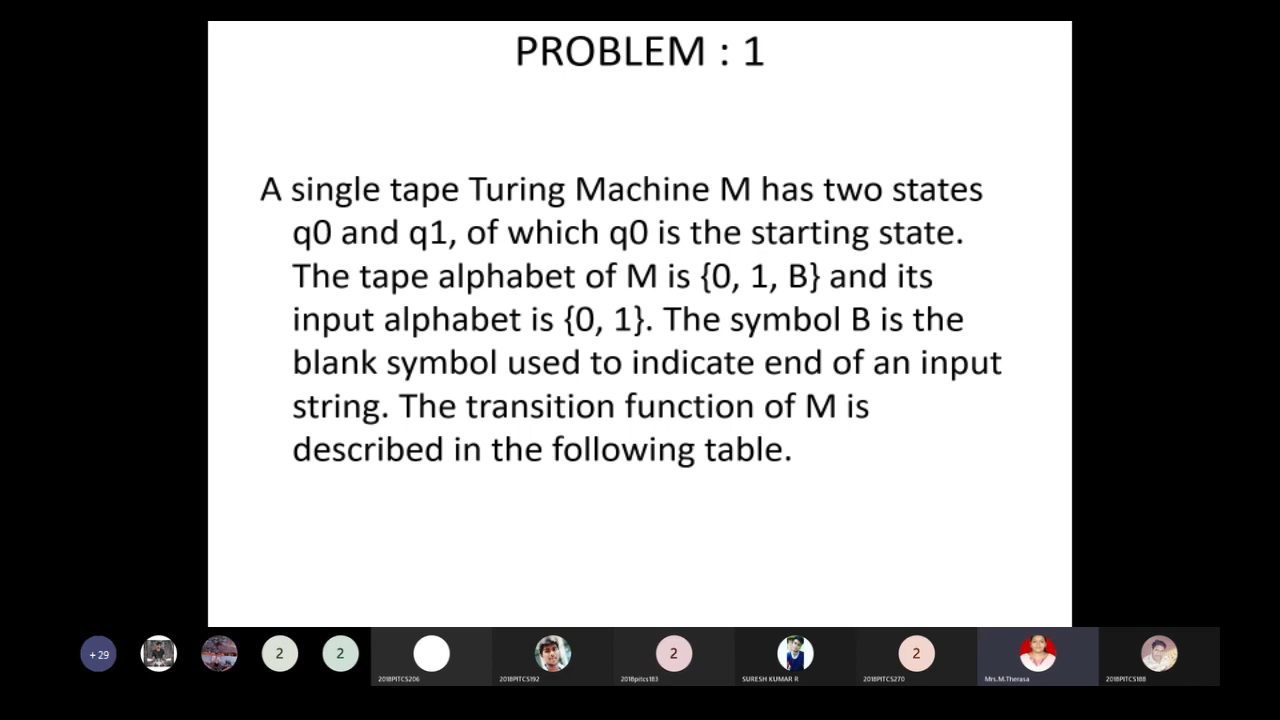 PROBLEM : 1
A single tape Turing Machine M has two states
q0 and q1, of which q0 is the starting state.
The tape alphabet of M is {0, 1, B} and its
input alphabet is {0, 1}. The symbol B is the
blank symbol used to indicate end of an input
string. The transition function of M is
described in the following table.
+ 29
2
2
2
2
2018PITCS206
2018PITCS192
2018pitcs183
SURESH KUMAR R
2018PITCS270
Mrs.M.Therasa
2018PITCS188